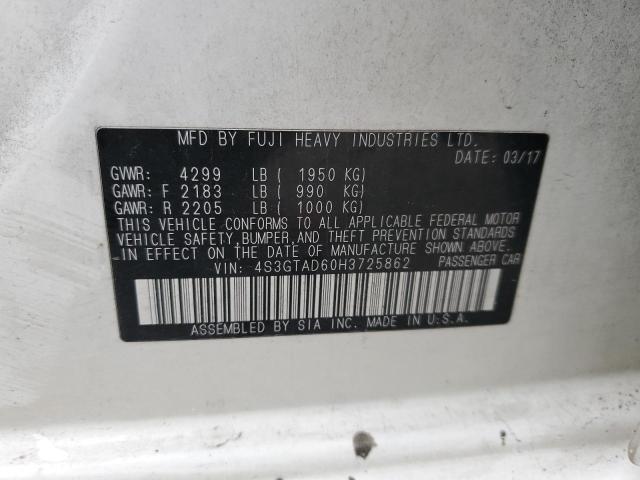 MFD BY FUJI HEAVY INDUSTRIES LTD.
DATE: 03/17
GVWR: 4299 LB ( 1950 KG)
GAWR: F 2183 LB ( 990 KG)
GAWR: R 2205 LB ( 1000 KG)
THIS VEHICLE CONFORMS TO ALL APPLICABLE FEDERAL MOTOR
VEHICLE SAFETY, BUMPER, AND THEFT PREVENTION STANDARDS
IN EFFECT ON THE DATE OF MANUFACTURE SHOWN ABOVE.
VIN: 4S3GTAD60H3725862 PASSENGER CAR
ASSEMBLED BY SIA INC. MADE IN U.S.A.